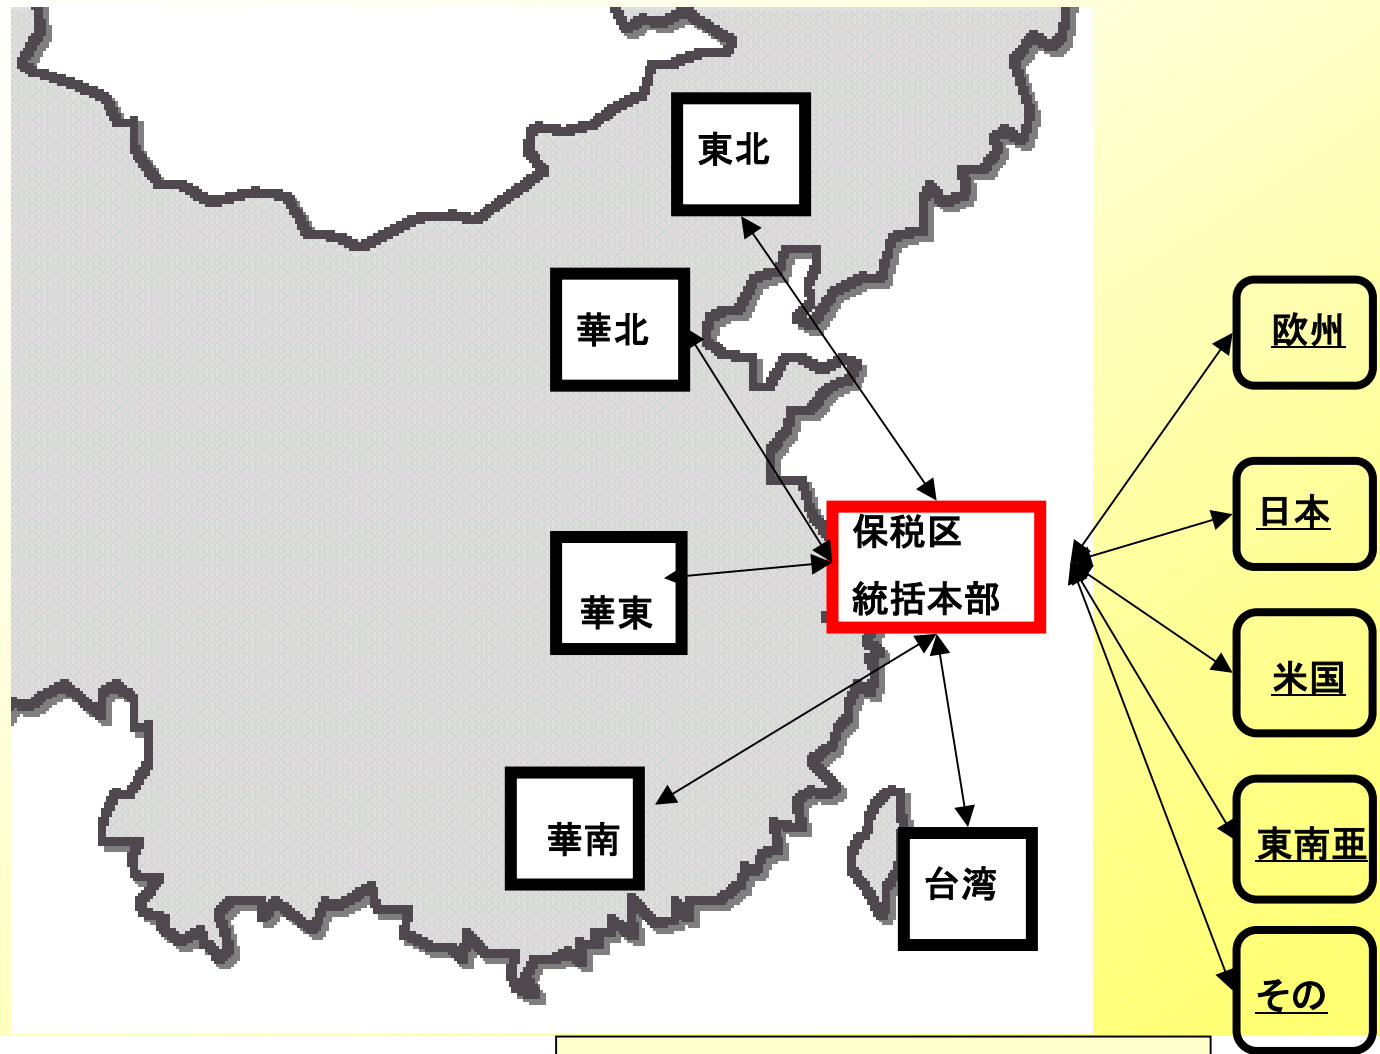 東北
華北
欧州
日本
保税区
統括本部
華東
米国
華南
東南亜
台湾
その